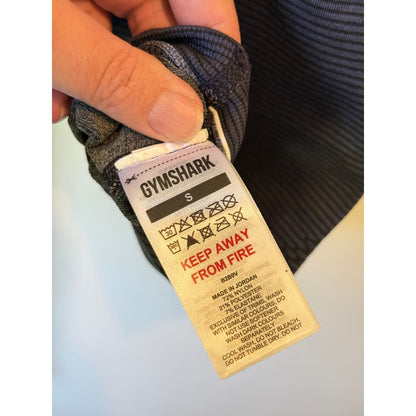 GYMSHARK
S
KEEP AWAY
FROM FIRE
B2B9V
MADE IN JORDAN
72% NYLON
21% POLYESTER
7% ELASTANE
EXCLUSIVE OF TRIMS. WASH
WITH SIMILAR COLOURS, DO
NOT USE SOFTENER
WASH DARK COLOURS
SEPARATELY
COOL WASH, DO NOT BLEACH,
DO NOT TUMBLE DRY, DO NOT